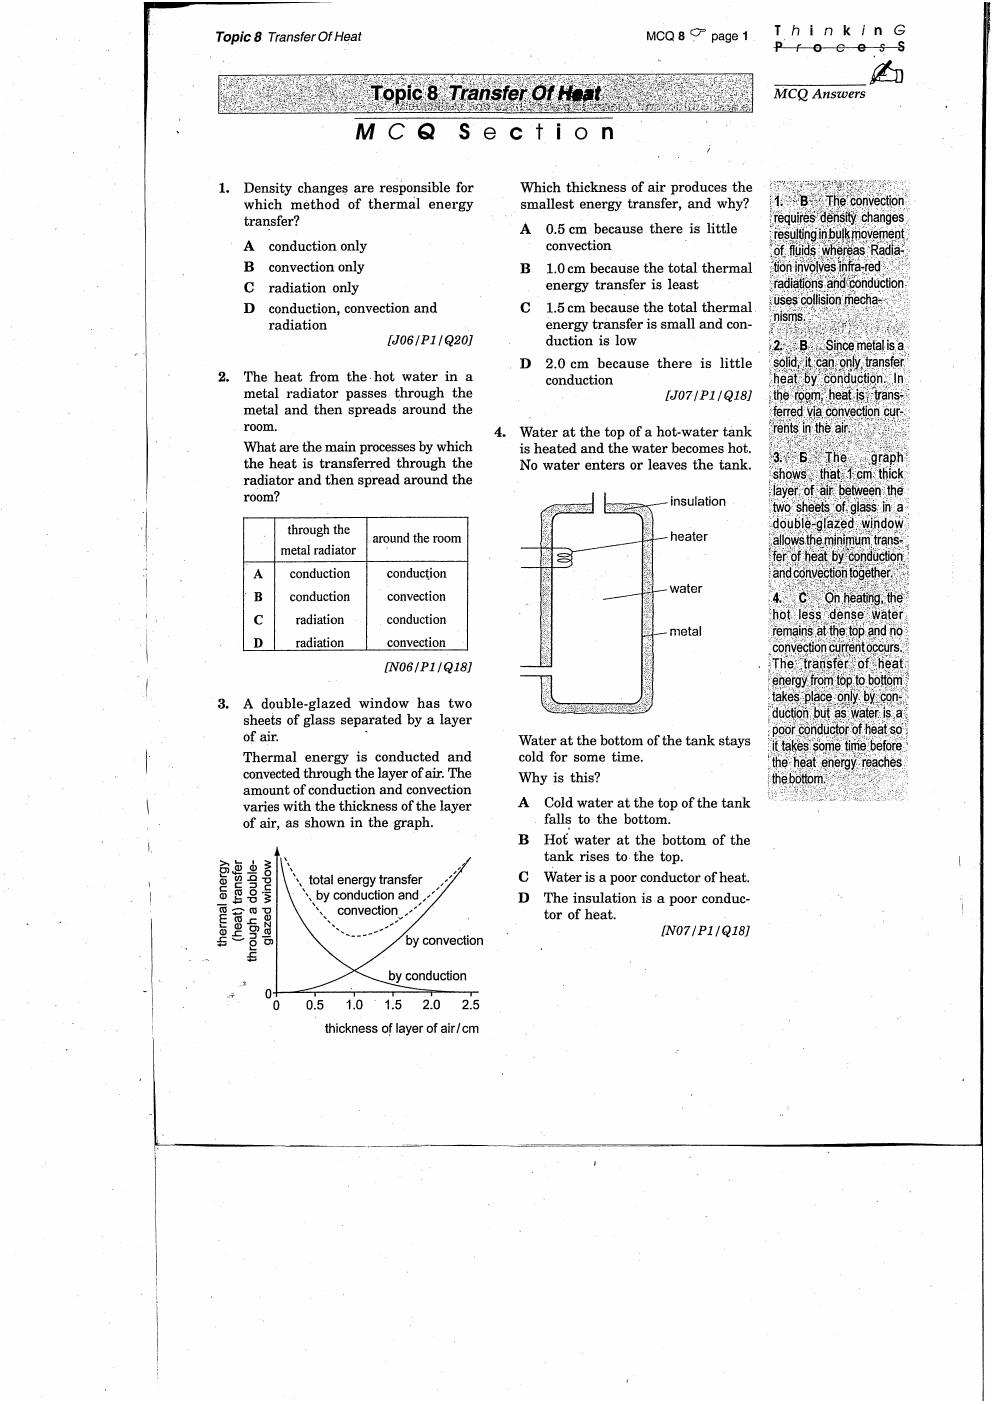 Topic 8 Transfer Of Heat
MCQ 8 ☞ page 1
ThinkinG
ProcesS
MCQ Answers
Topic 8 Transfer Of Heat
MCQ Section
1. Density changes are responsible for
which method of thermal energy
transfer?
A conduction only
B convection only
C radiation only
D conduction, convection and
radiation
[J06/P1/Q20]
2. The heat from the hot water in a
metal radiator passes through the
metal and then spreads around the
room.
What are the main processes by which
the heat is transferred through the
radiator and then spread around the
room?
through the
metal radiator
around the room
A conduction conduction
B conduction convection
C radiation conduction
D radiation convection
[N06/P1/Q18]
3. A double-glazed window has two
sheets of glass separated by a layer
of air.
Thermal energy is conducted and
convected through the layer of air. The
amount of conduction and convection
varies with the thickness of the layer
of air, as shown in the graph.
thermal energy
(heat) transfer
through a double-
glazed window
total energy transfer
by conduction and
convection
by convection
by conduction
0
0 0.5 1.0 1.5 2.0 2.5
thickness of layer of air/cm
Which thickness of air produces the
smallest energy transfer, and why?
A 0.5 cm because there is little
convection
B 1.0 cm because the total thermal
energy transfer is least
C 1.5 cm because the total thermal
energy transfer is small and con-
duction is low
D 2.0 cm because there is little
conduction
[J07/P1/Q18]
4. Water at the top of a hot-water tank
is heated and the water becomes hot.
No water enters or leaves the tank.
insulation
heater
water
metal
Water at the bottom of the tank stays
cold for some time.
Why is this?
A Cold water at the top of the tank
falls to the bottom.
B Hot water at the bottom of the
tank rises to the top.
C Water is a poor conductor of heat.
D The insulation is a poor conduc-
tor of heat.
[N07/P1/Q18]
1. B The convection
requires density changes
resulting in bulk movement
of fluids whereas Radia-
tion involves infra-red
radiations and conduction
uses collision mecha-
nisms.
2. B Since metal is a
solid, it can only transfer
heat by conduction. In
the room, heat is trans-
ferred via convection cur-
rents in the air.
3. B The graph
shows that 1 cm thick
layer of air between the
two sheets of glass in a
double-glazed window
allows the minimum trans-
fer of heat by conduction
and convection together.
4. C On heating, the
hot less dense water
remains at the top and no
convection current occurs.
The transfer of heat
energy from top to bottom
takes place only by con-
duction but as water is a
poor conductor of heat so
it takes some time before
the heat energy reaches
the bottom.